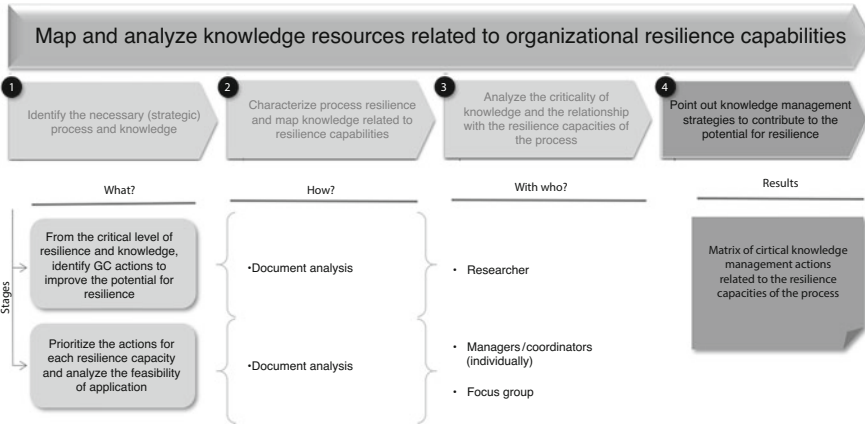 Map and analyze knowledge resources related to organizational resilience capabilities
1
Identify the necessary (strategic)
process and knowledge
2
Characterize process resilience
and map knowledge related to
resilience capabilities
3
Analyze the criticality of
knowledge and the relationship
with the resilience capacities of
the process
4
Point out knowledge management
strategies to contribute to the
potential for resilience
What?
How?
With who?
Results
Stages
From the critical level of
resilience and knowledge,
identify GC actions to
improve the potential for
resilience
•Document analysis
• Researcher
Matrix of cirtical knowledge
management actions
related to the resilience
capacities of the process
Prioritize the actions for
each resilience capacity
and analyze the feasibility
of application
•Document analysis
• Managers/coordinators
(individually)
• Focus group